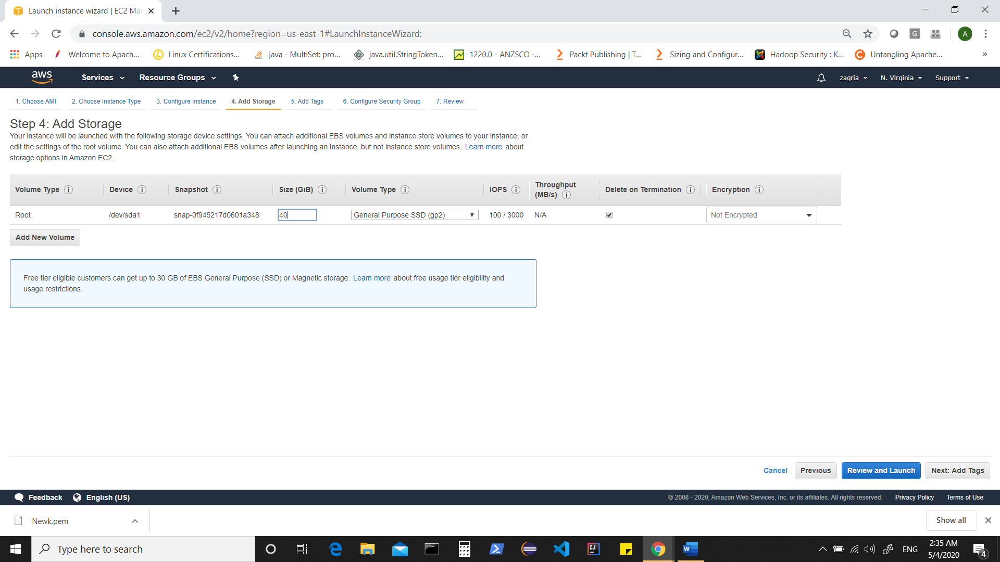 Launch instance wizard | EC2 Mar
console.aws.amazon.com/ec2/v2/home?region=us-east-1#LaunchInstanceWizard:
G
A
Apps
Welcome to Apach...
Linux Certifications...
java - MultiSet: pro...
java.util.StringToken...
1220.0 - ANZSCO -...
Packt Publishing | T...
Sizing and Configur...
Hadoop Security : K...
Untangling Apache...
»
aws
Services
Resource Groups
zagria
N. Virginia
Support
1. Choose AMI
2. Choose Instance Type
3. Configure Instance
4. Add Storage
5. Add Tags
6. Configure Security Group
7. Review
Step 4: Add Storage
Your instance will be launched with the following storage device settings. You can attach additional EBS volumes and instance store volumes to your instance, or
edit the settings of the root volume. You can also attach additional EBS volumes after launching an instance, but not instance store volumes. Learn more about
storage options in Amazon EC2.
Volume Type
Device
Snapshot
Size (GiB)
Volume Type
IOPS
Throughput
(MB/s)
Delete on Termination
Encryption
Root
/dev/sda1
snap-0f945217d0601a348
40
General Purpose SSD (gp2)
100 / 3000
N/A
Not Encrypted
Add New Volume
Free tier eligible customers can get up to 30 GB of EBS General Purpose (SSD) or Magnetic storage. Learn more about free usage tier eligibility and
usage restrictions.
Cancel
Previous
Review and Launch
Next: Add Tags
Feedback
English (US)
© 2008 - 2020, Amazon Web Services, Inc. or its affiliates. All rights reserved.
Privacy Policy
Terms of Use
Newk.pem
Show all
Type here to search
ENG
2:35 AM
5/4/2020
4